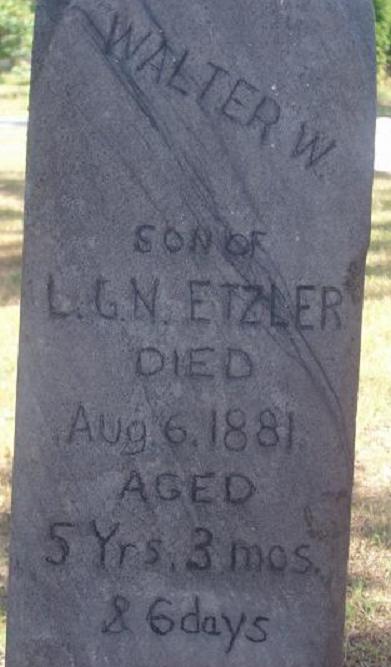 WALTER W.
SON OF
L.G.N. ETZLER
DIED
Aug 6. 1881
AGED
5 Yrs. 3 mos.
& 6 days